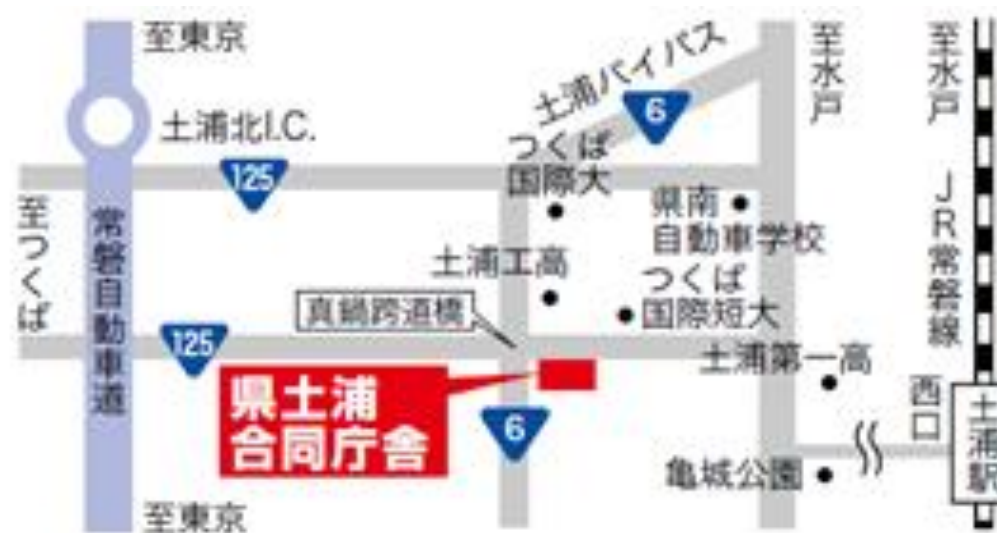 至東京
土浦北I.C.
125
土浦バイパス
6
至水戸
至水戸
つくば
国際大
県南
自動車学校
JR常磐線
至つくば
常磐自動車道
土浦工高
つくば
国際短大
真鍋跨道橋
125
土浦第一高
県土浦
合同庁舎
6
西口
土浦駅
亀城公園
至東京